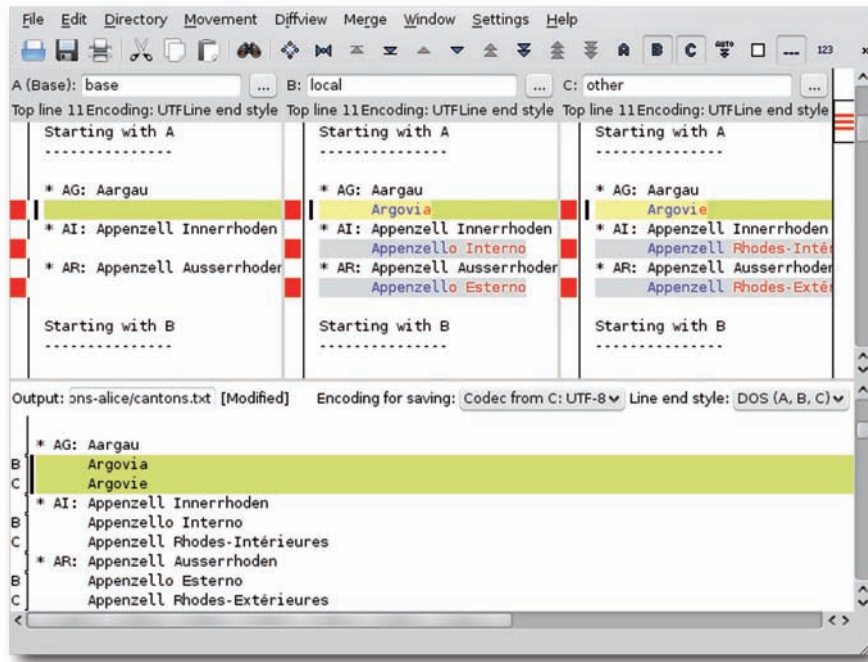 File Edit Directory Movement Diffview Merge Window Settings Help
AUTO 123
A (Base): base ... B: local ... C: other ...
Top line 11 Encoding: UTF Line end style Top line 11 Encoding: UTF Line end style Top line 11 Encoding: UTF Line end style
Starting with A Starting with A Starting with A
--------------- --------------- ---------------
* AG: Aargau * AG: Aargau * AG: Aargau
Argovia Argovie
* AI: Appenzell Innerrhoden * AI: Appenzell Innerrhoden * AI: Appenzell Innerrhoden
Appenzello Interno Appenzell Rhodes-Intér
* AR: Appenzell Ausserrhoder * AR: Appenzell Ausserrhoder * AR: Appenzell Ausserrhoder
Appenzello Esterno Appenzell Rhodes-Exté
Starting with B Starting with B Starting with B
--------------- --------------- ---------------
Output: ons-alice/cantons.txt [Modified] Encoding for saving: Codec from C: UTF-8 Line end style: DOS (A, B, C)
* AG: Aargau
B Argovia
C Argovie
* AI: Appenzell Innerrhoden
B Appenzello Interno
C Appenzell Rhodes-Intérieures
* AR: Appenzell Ausserrhoden
B Appenzello Esterno
C Appenzell Rhodes-Extérieures